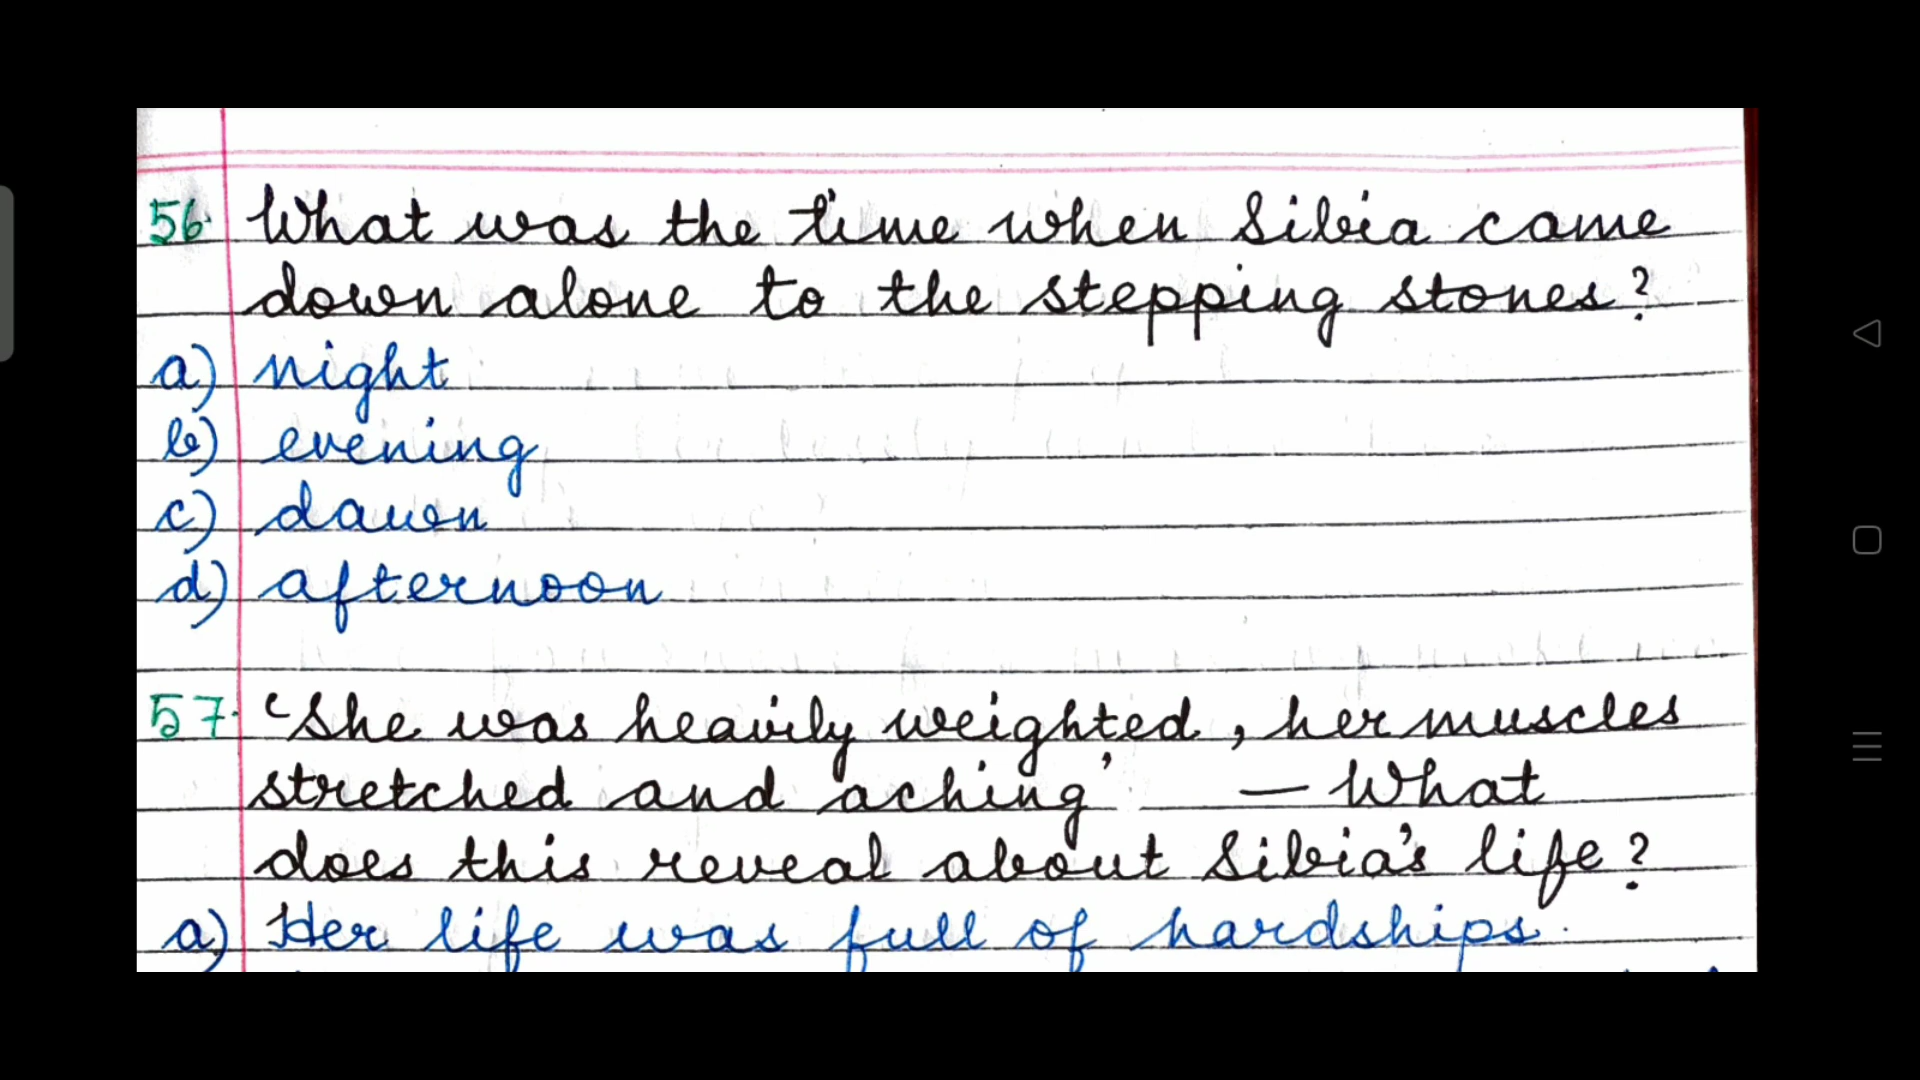 56. What was the time when Sibia came
down alone to the stepping stones?
a) night
b) evening
c) dawn
d) afternoon
57. 'She was heavily weighted, her muscles
stretched and aching' — What
does this reveal about Sibia's life?
a) Her life was full of hardships.